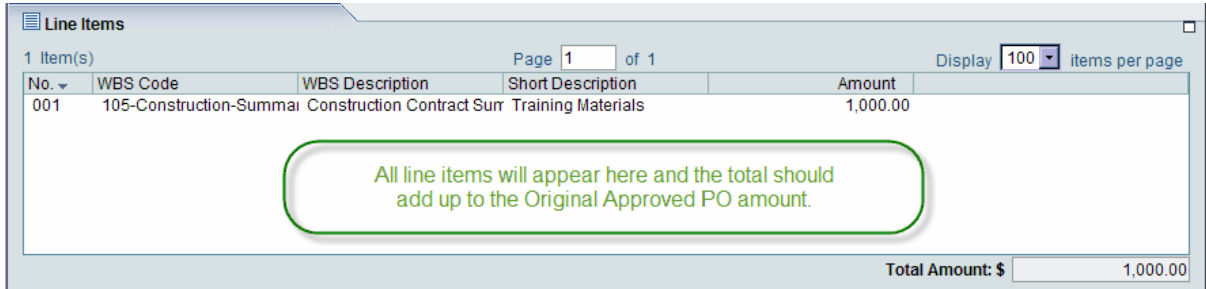 Line Items
1 Item(s) Page 1 of 1 Display 100 items per page
No. WBS Code WBS Description Short Description Amount
001 105-Construction-Summar Construction Contract Sum Training Materials 1,000.00
All line items will appear here and the total should
add up to the Original Approved PO amount.
Total Amount: $ 1,000.00